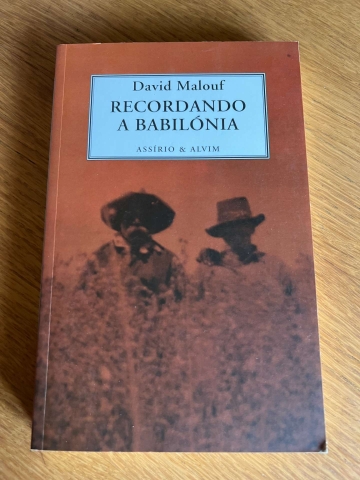 David Malouf
RECORDANDO
A BABILÓNIA
ASSÍRIO & ALVIM